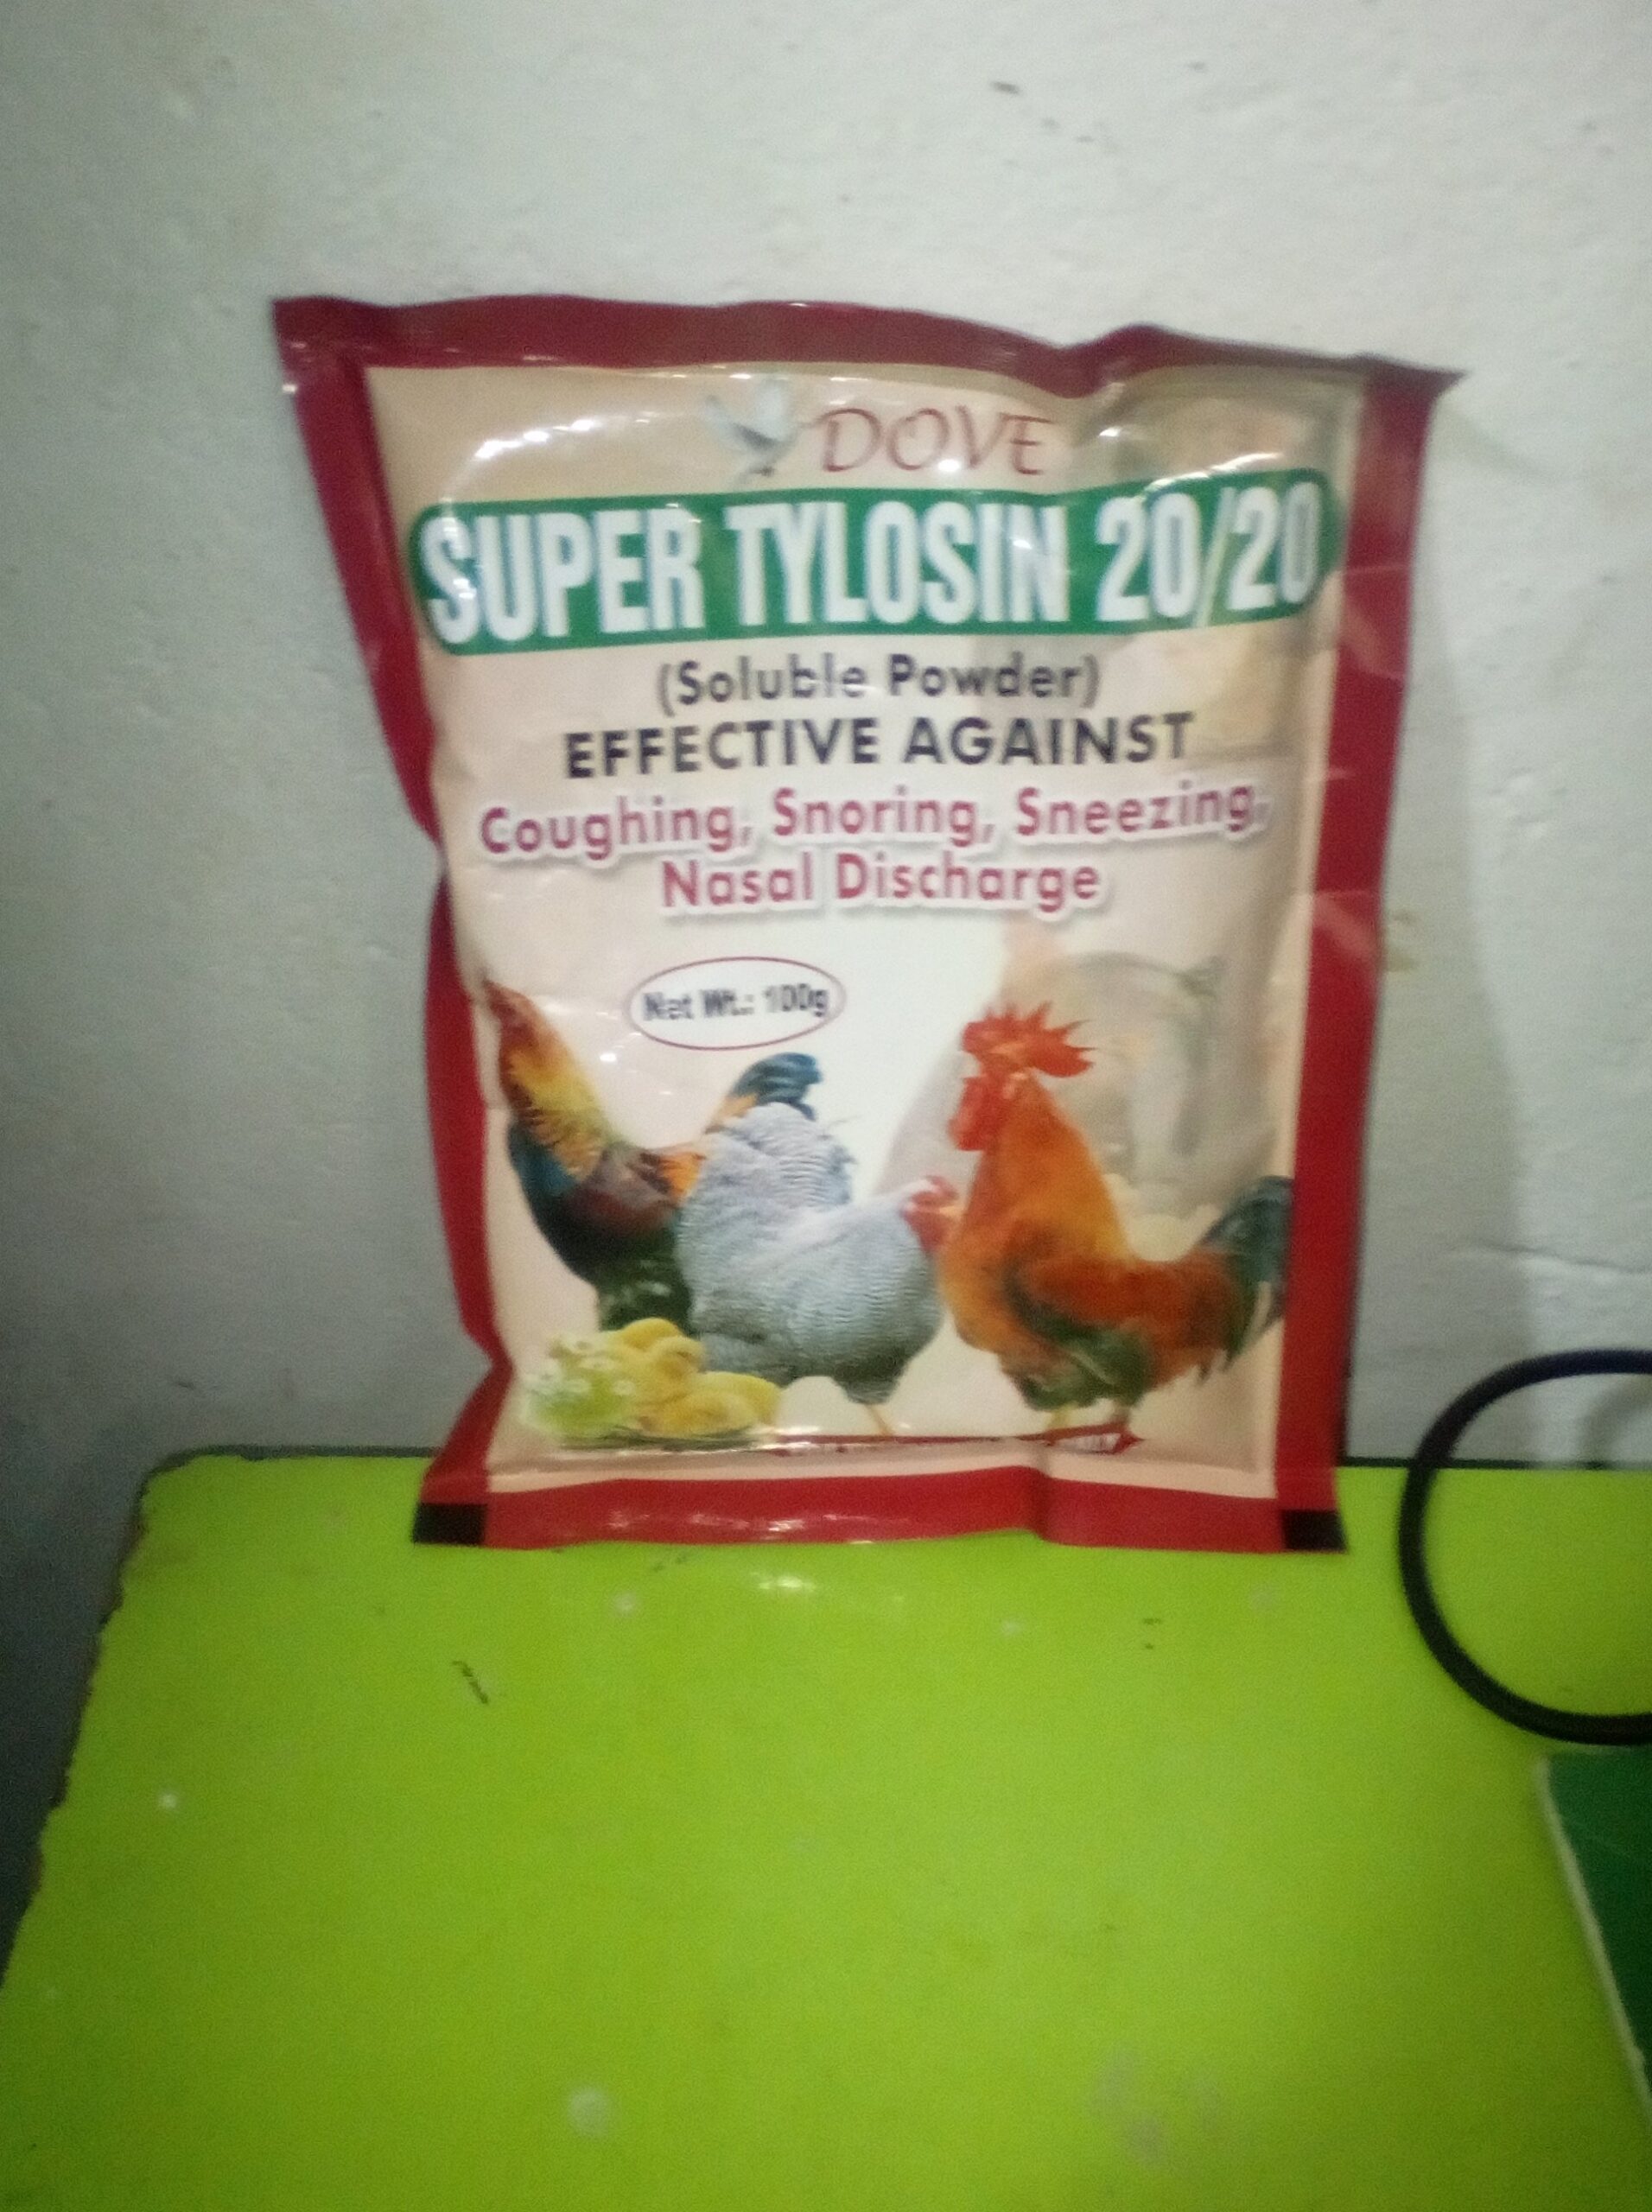 DOVE
SUPER TYLOSIN 20/20
(Soluble Powder)
EFFECTIVE AGAINST
Coughing, Snoring, Sneezing,
Nasal Discharge
Net Wt.: 100g